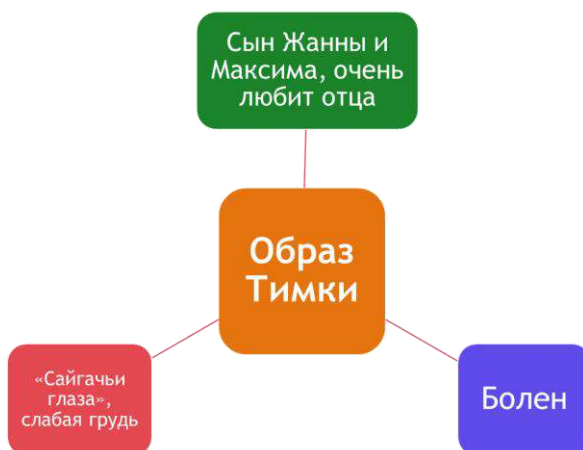 Сын Жанны и
Максима, очень
любит отца
Образ
Тимки
«Сайгачьи
глаза»,
слабая грудь
Болен